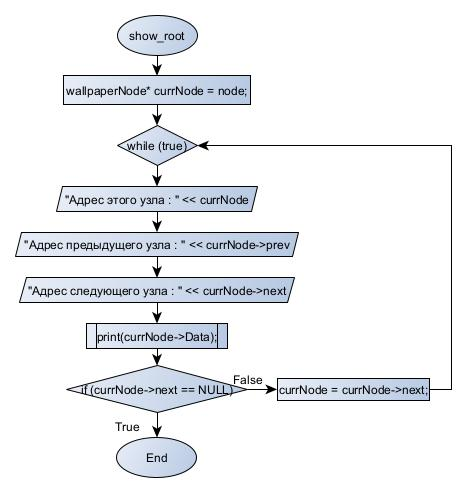 show_root
wallpaperNode* currNode = node;
while (true)
"Адрес этого узла : " << currNode
"Адрес предыдущего узла : " << currNode->prev
"Адрес следующего узла : " << currNode->next
print(currNode->Data);
if (currNode->next == NULL)
False
currNode = currNode->next;
True
End